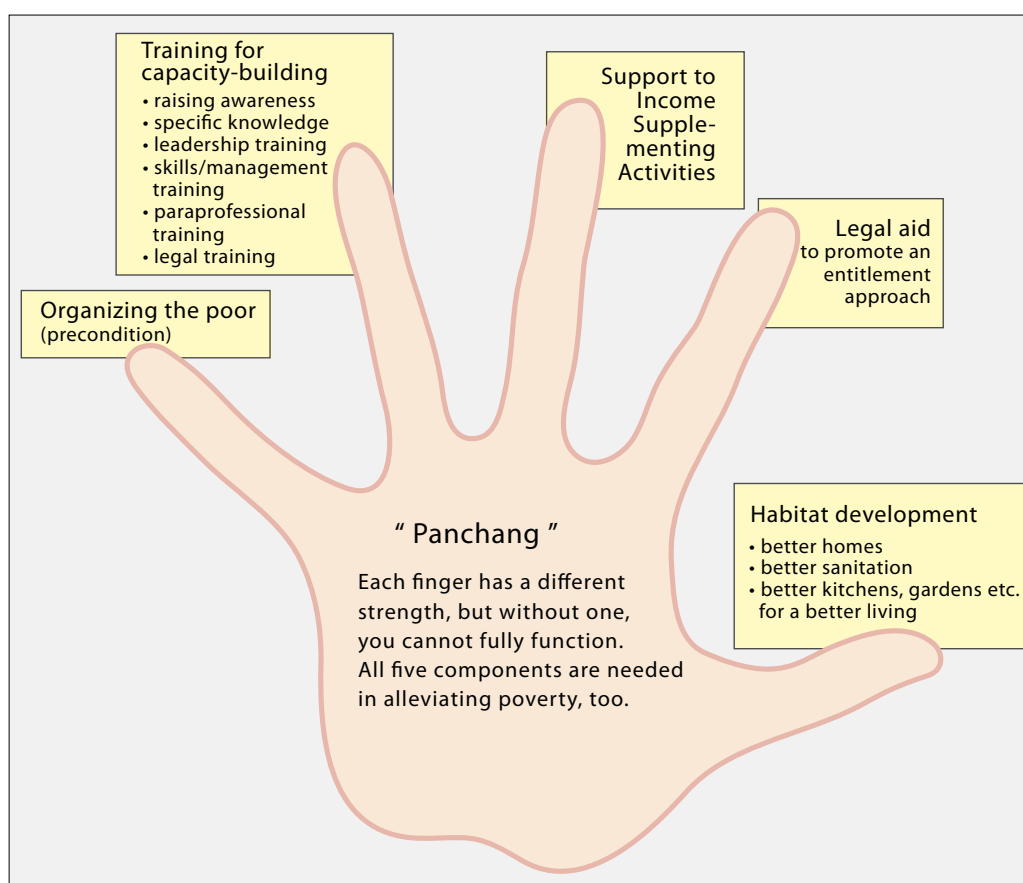 Training for
capacity-building
• raising awareness
• specific knowledge
• leadership training
• skills/management
training
• paraprofessional
training
• legal training
Support to
Income
Supple-
menting
Activities
Legal aid
to promote an
entitlement
approach
Organizing the poor
(precondition)
Habitat development
• better homes
• better sanitation
• better kitchens, gardens etc.
for a better living
“ Panchang ”
Each finger has a different
strength, but without one,
you cannot fully function.
All five components are needed
in alleviating poverty, too.